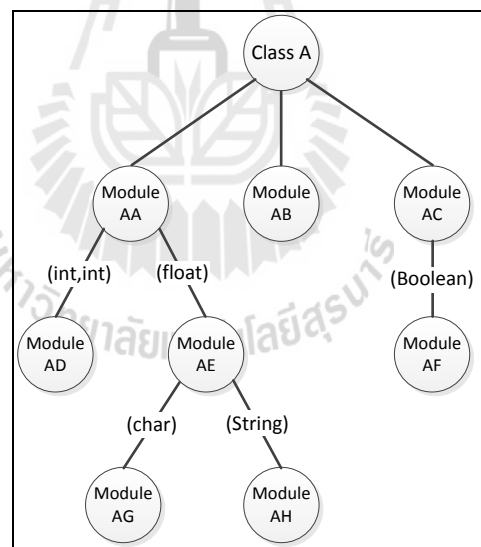 Class A
Module
AA
Module
AB
Module
AC
(int,int)
(float)
(Boolean)
Module
AD
Module
AE
Module
AF
(char)
(String)
Module
AG
Module
AH